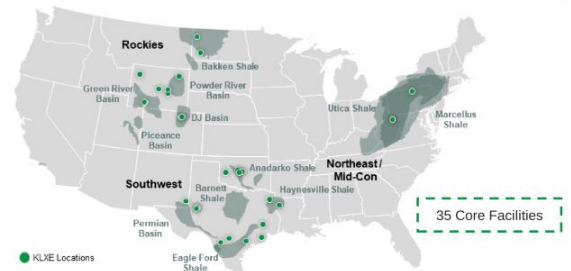 Rockies
Bakken Shale
Green River
Basin
Powder River
Basin
DJ Basin
Piceance
Basin
Utica Shale
Marcellus
Shale
Northeast /
Mid-Con
Anadarko Shale
Southwest
Barnett
Shale
Haynesville Shale
Permian
Basin
Eagle Ford
Shale
35 Core Facilities
KLXE Locations